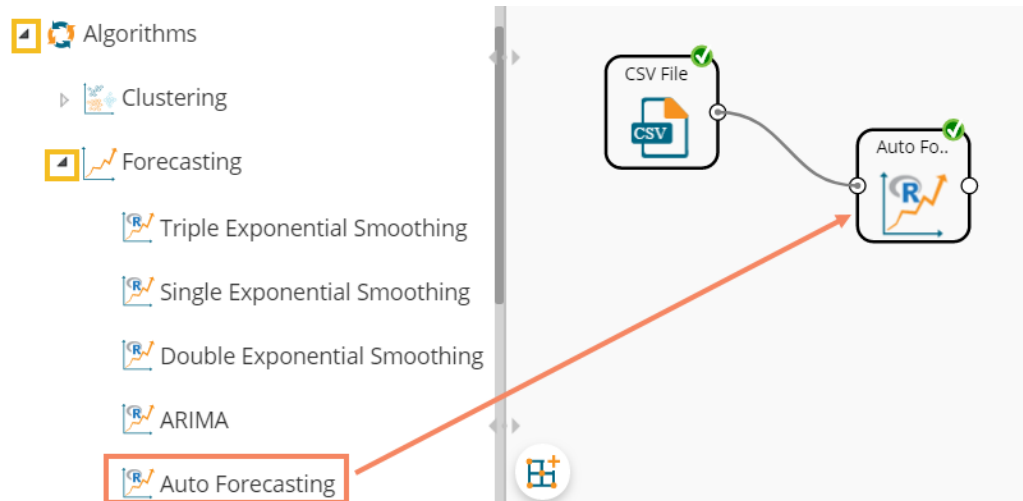 Algorithms
Clustering
Forecasting
R Triple Exponential Smoothing
R Single Exponential Smoothing
R Double Exponential Smoothing
R ARIMA
R Auto Forecasting
CSV File
CSV
Auto Fo..
R